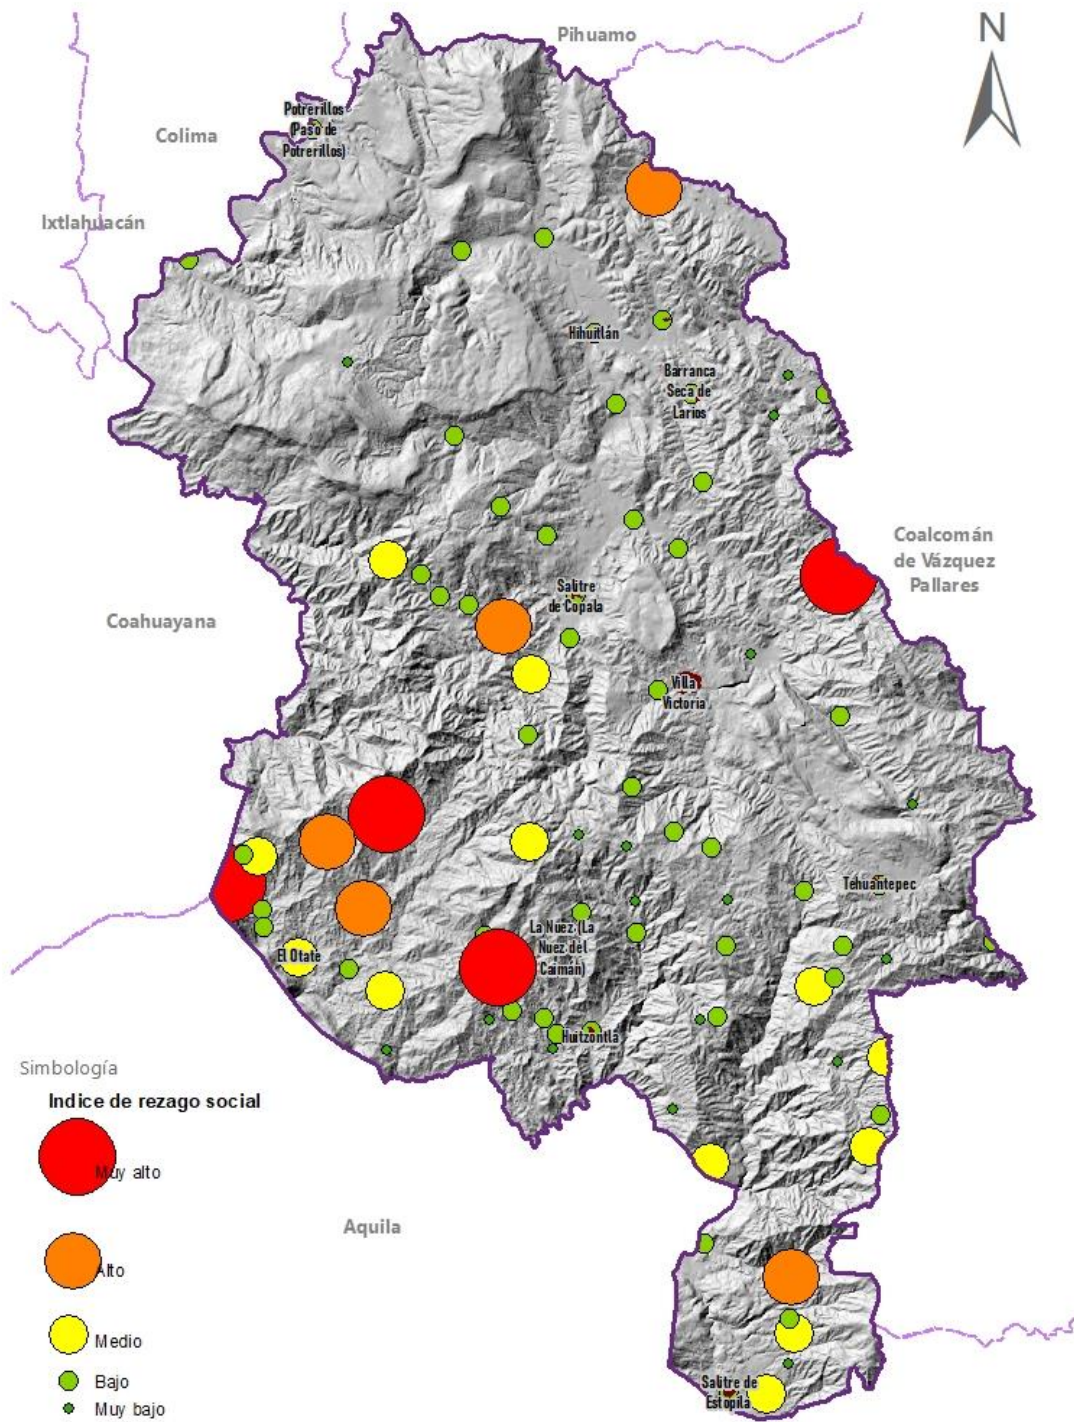 N
Pihuamo
Potrerillos
(Paso de
Potrerillos)
Colima
Ixtlahuacán
Hihuitlán
Barranca
Seca de
Larios
Coalcomán
de Vázquez
Pallares
Salitre
de Copala
Coahuayana
Villa
Victoria
Tehuantepec
La Nuez (La
Nuez del
Caimán)
El Otate
Huitzontla
Simbología
Indice de rezago social
Muy alto
Aquila
Alto
Medio
Bajo
Muy bajo
Salitre de
Estopila